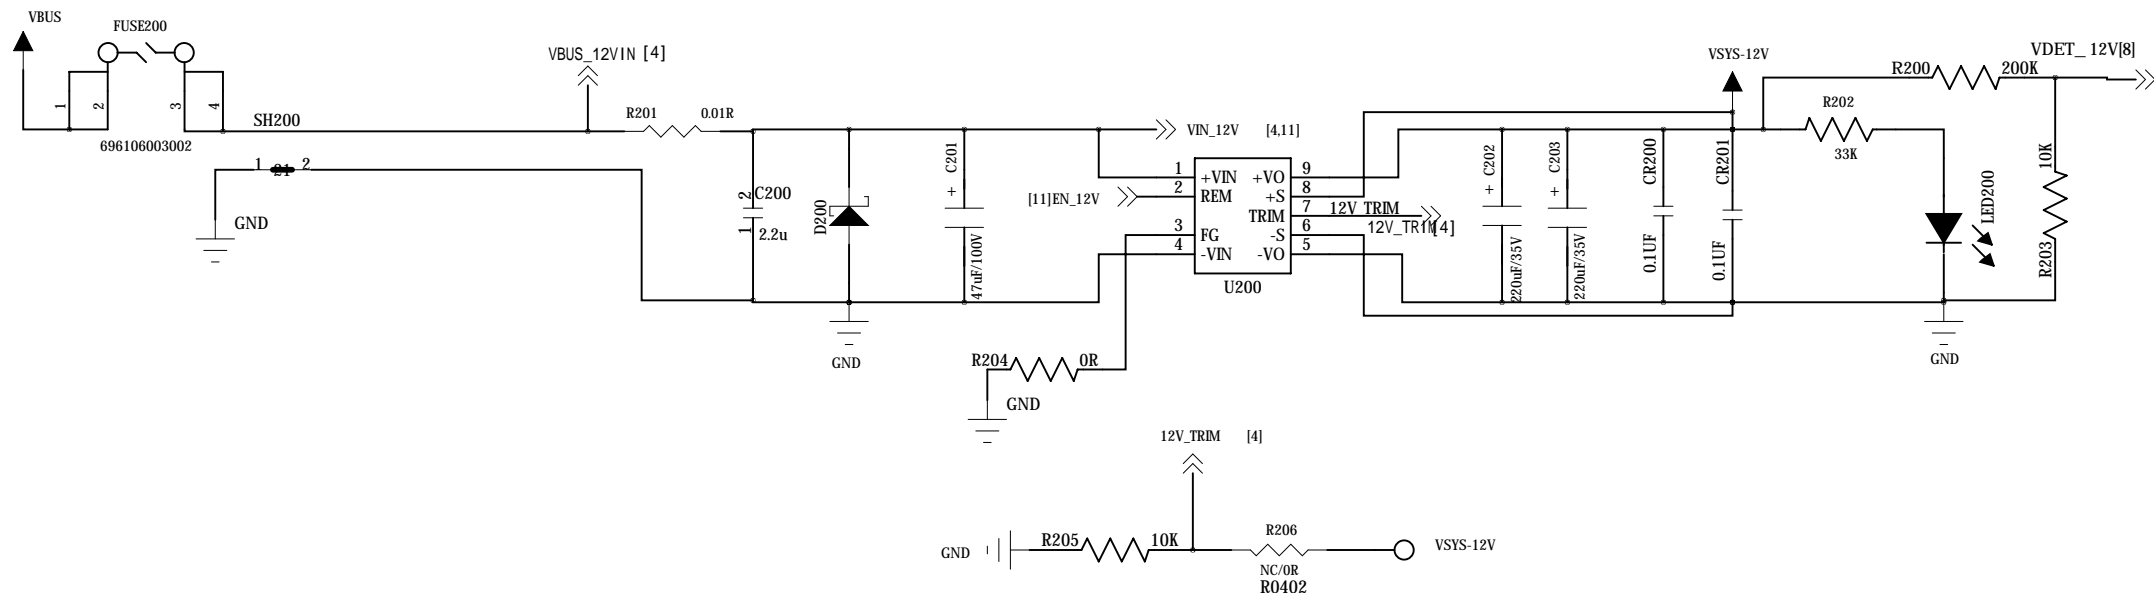 VBUS
FUSE200
1
2
3
4
696106003002
SH200
1
2
GND
VBUS_12VIN [4]
R201
0.01R
2
C200
1
2.2u
D200
+
C201
47uF/100V
GND
VIN_12V
[4,11]
[11]EN_12V
1
2
3
4
+VIN
REM
FG
-VIN
+VO
+S
TRIM
-S
-VO
9
8
7
6
5
U200
12V_TRIM
12V_TRIM[4]
R204
0R
GND
VSYS-12V
+
C202
220uF/35V
+
C203
220uF/35V
CR200
0.1UF
CR201
0.1UF
VDET_ 12V[8]
R200
200K
R202
33K
LED200
10K
R203
GND
12V_TRIM
[4]
GND
R205
10K
R206
NC/0R
R0402
VSYS-12V